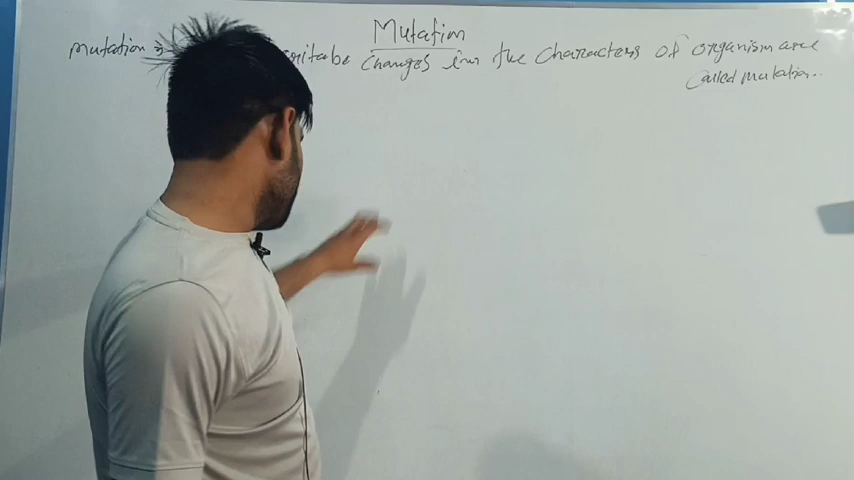 Mutation
Mutation changes in the characters of organism are
called mutation..